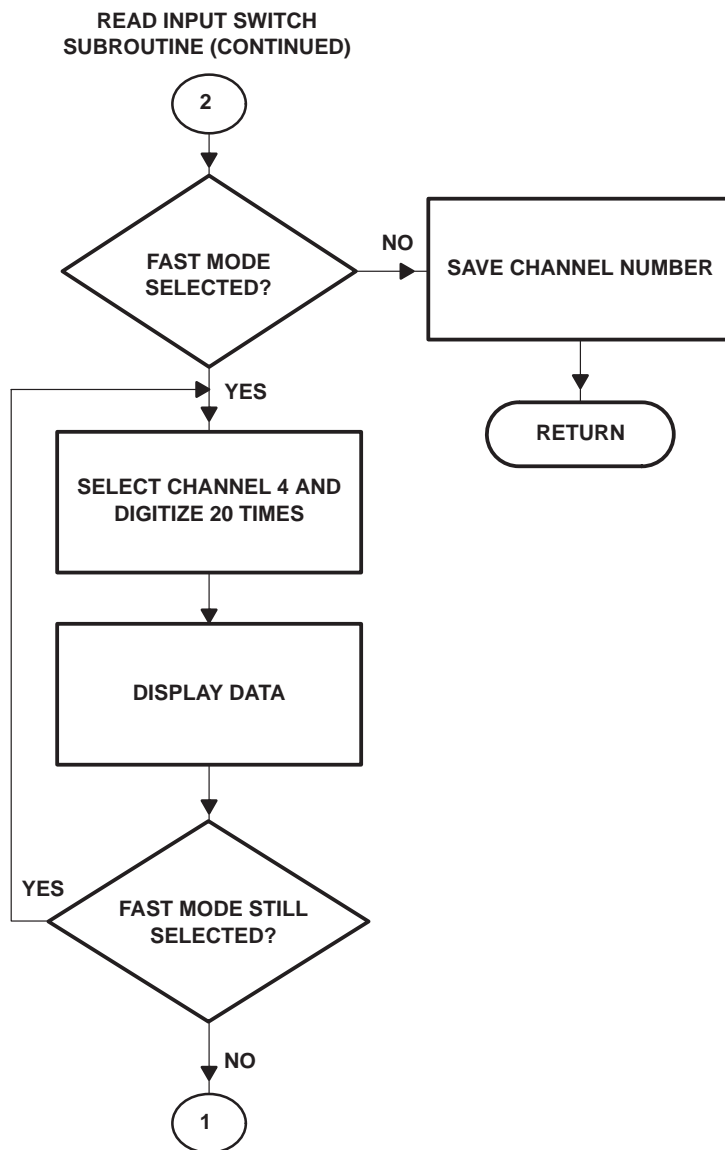 READ INPUT SWITCH
SUBROUTINE (CONTINUED)
2
FAST MODE
SELECTED?
NO
SAVE CHANNEL NUMBER
RETURN
YES
SELECT CHANNEL 4 AND
DIGITIZE 20 TIMES
DISPLAY DATA
YES
FAST MODE STILL
SELECTED?
NO
1